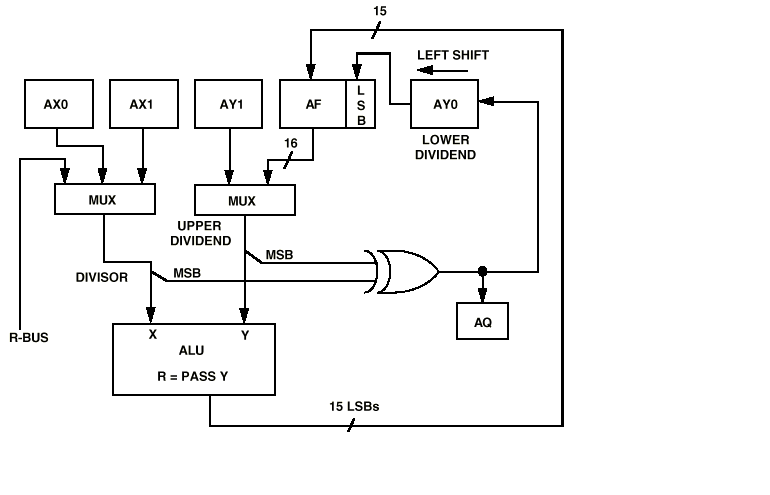 15
LEFT SHIFT
AX0
AX1
AY1
AF
L
S
B
AY0
LOWER
DIVIDEND
16
MUX
MUX
UPPER
DIVIDEND
MSB
DIVISOR
MSB
R-BUS
X
Y
ALU
R = PASS Y
AQ
15 LSBs